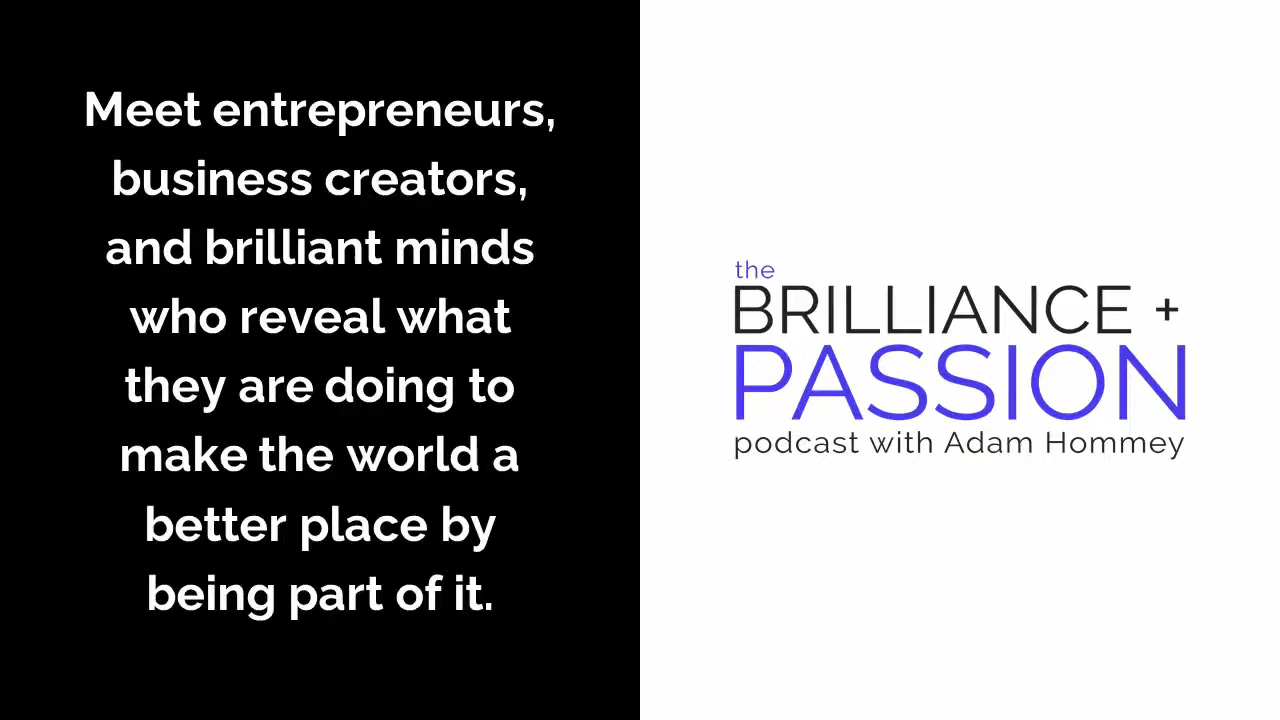 Meet entrepreneurs,
business creators,
and brilliant minds
who reveal what
they are doing to
make the world a
better place by
being part of it.
the
BRILLIANCE +
PASSION
podcast with Adam Hommey